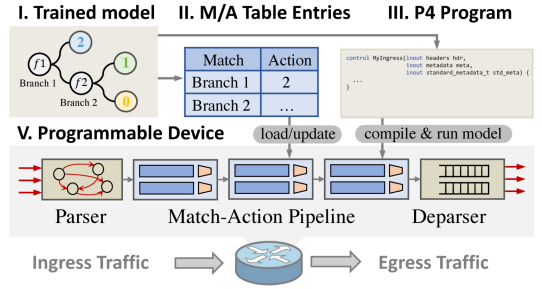 I. Trained model
II. M/A Table Entries
III. P4 Program
2
f1
1
Branch 1
f2
Branch 2
0
Match Action
Branch 1 2
Branch 2 ...
control MyIngress(inout headers hdr,
inout metadata meta,
inout standard_metadata_t std_meta) {
...
}
load/update
compile & run model
V. Programmable Device
Parser
Match-Action Pipeline
Deparser
Ingress Traffic
Egress Traffic